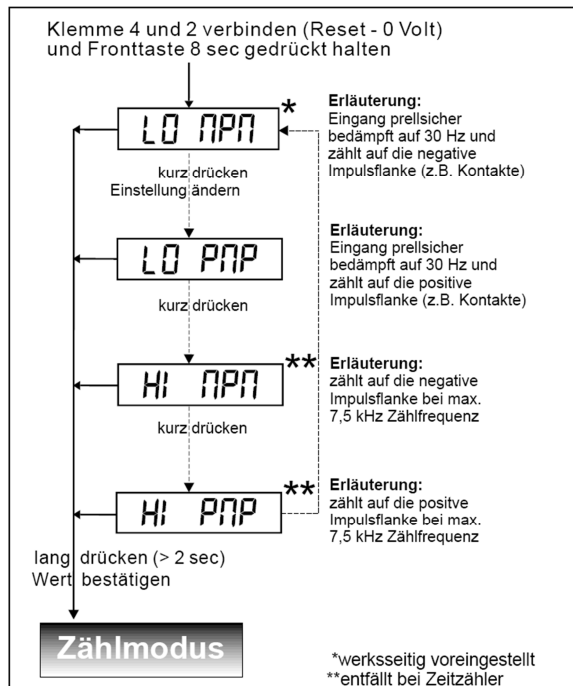 Klemme 4 und 2 verbinden (Reset - 0 Volt)
und Fronttaste 8 sec gedrückt halten
LO NPN *
Erläuterung:
Eingang prellsicher
bedämpft auf 30 Hz und
zählt auf die negative
Impulsflanke (z.B. Kontakte)
kurz drücken
Einstellung ändern
LO PNP
Erläuterung:
Eingang prellsicher
bedämpft auf 30 Hz und
zählt auf die positive
Impulsflanke (z.B. Kontakte)
kurz drücken
HI NPN **
Erläuterung:
zählt auf die negative
Impulsflanke bei max.
7,5 kHz Zählfrequenz
kurz drücken
HI PNP **
Erläuterung:
zählt auf die positve
Impulsflanke bei max.
7,5 kHz Zählfrequenz
lang drücken (> 2 sec)
Wert bestätigen
Zählmodus
*werksseitig voreingestellt
**entfällt bei Zeitzähler